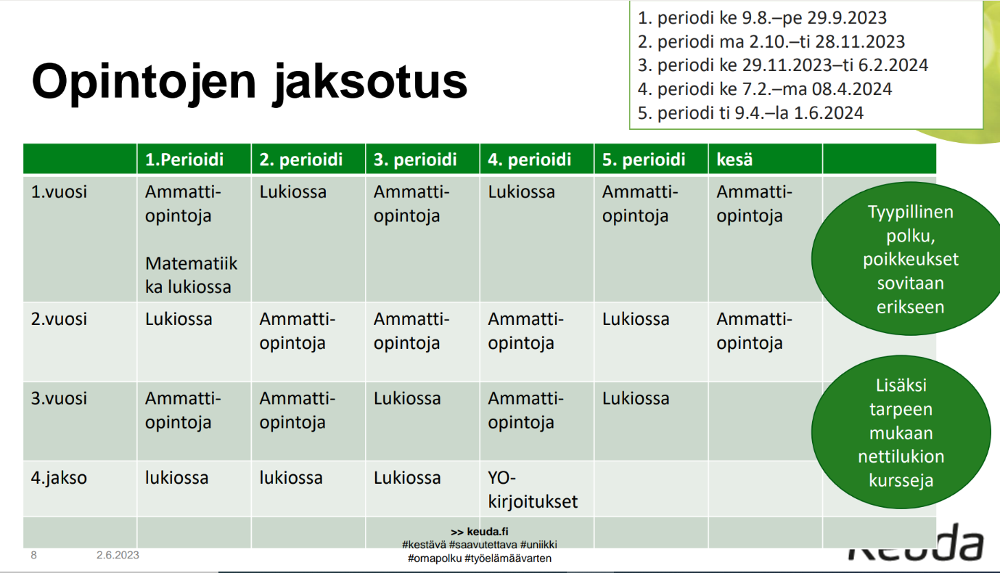 1. periodi ke 9.8.–pe 29.9.2023
2. periodi ma 2.10.–ti 28.11.2023
3. periodi ke 29.11.2023–ti 6.2.2024
4. periodi ke 7.2.–ma 08.4.2024
5. periodi ti 9.4.–la 1.6.2024
Opintojen jaksotus
1.Perioidi 2. perioidi 3. perioidi 4. perioidi 5. perioidi kesä
1.vuosi
Ammatti-
opintoja
Matematiik
ka lukiossa
Lukiossa
Ammatti-
opintoja
Lukiossa
Ammatti-
opintoja
Ammatti-
opintoja
2.vuosi
Lukiossa
Ammatti-
opintoja
Ammatti-
opintoja
Ammatti-
opintoja
Lukiossa
Ammatti-
opintoja
3.vuosi
Ammatti-
opintoja
Ammatti-
opintoja
Lukiossa
Ammatti-
opintoja
Lukiossa
4.jakso
lukiossa
lukiossa
Lukiossa
YO-
kirjoitukset
Tyypillinen
polku,
poikkeukset
sovitaan
erikseen
Lisäksi
tarpeen
mukaan
nettilukion
kursseja
>> keuda.fi
#kestävä #saavutettava #uniikki
#omapolku #työelämäävarten
8 2.6.2023
Keuda